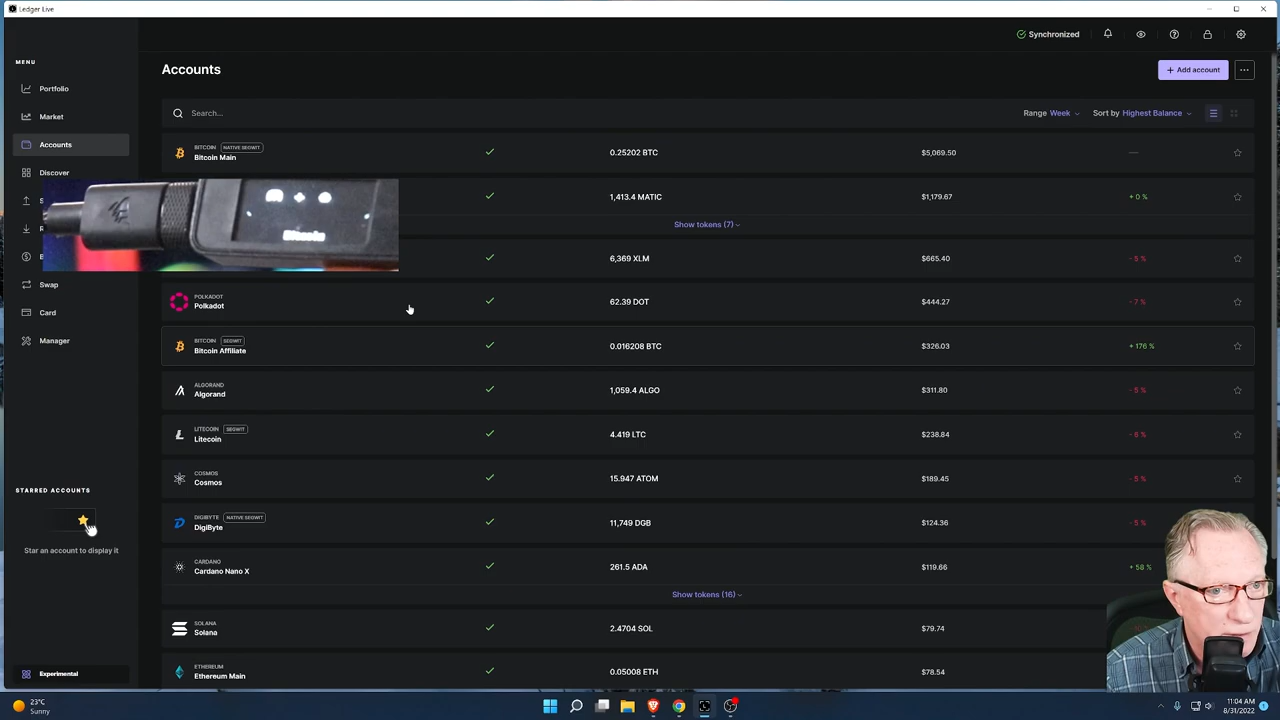 Ledger Live
Synchronized
MENU
Portfolio
Market
Accounts
Discover
Swap
Card
Manager
STARRED ACCOUNTS
Star an account to display it
Experimental
Accounts
+ Add account
Search...
Range Week
Sort by Highest Balance
BITCOIN NATIVE SEGWIT
Bitcoin Main 0.25202 BTC $5,069.50 —
1,413.4 MATIC $1,179.67 + 0 %
Show tokens (7)
6,369 XLM $665.40 - 5 %
POLKADOT
Polkadot 62.39 DOT $444.27 - 7 %
BITCOIN SEGWIT
Bitcoin Affiliate 0.016208 BTC $326.03 + 176 %
ALGORAND
Algorand 1,059.4 ALGO $311.80 - 5 %
LITECOIN SEGWIT
Litecoin 4.419 LTC $238.84 - 6 %
COSMOS
Cosmos 15.947 ATOM $189.45 - 5 %
DIGIBYTE NATIVE SEGWIT
DigiByte 11,749 DGB $124.36 - 5 %
CARDANO
Cardano Nano X 261.5 ADA $119.66 + 58 %
Show tokens (16)
SOLANA
Solana 2.4704 SOL $79.74
ETHEREUM
Ethereum Main 0.05008 ETH $78.54
Bitcoin
23°C
Sunny
11:04 AM
8/31/2022